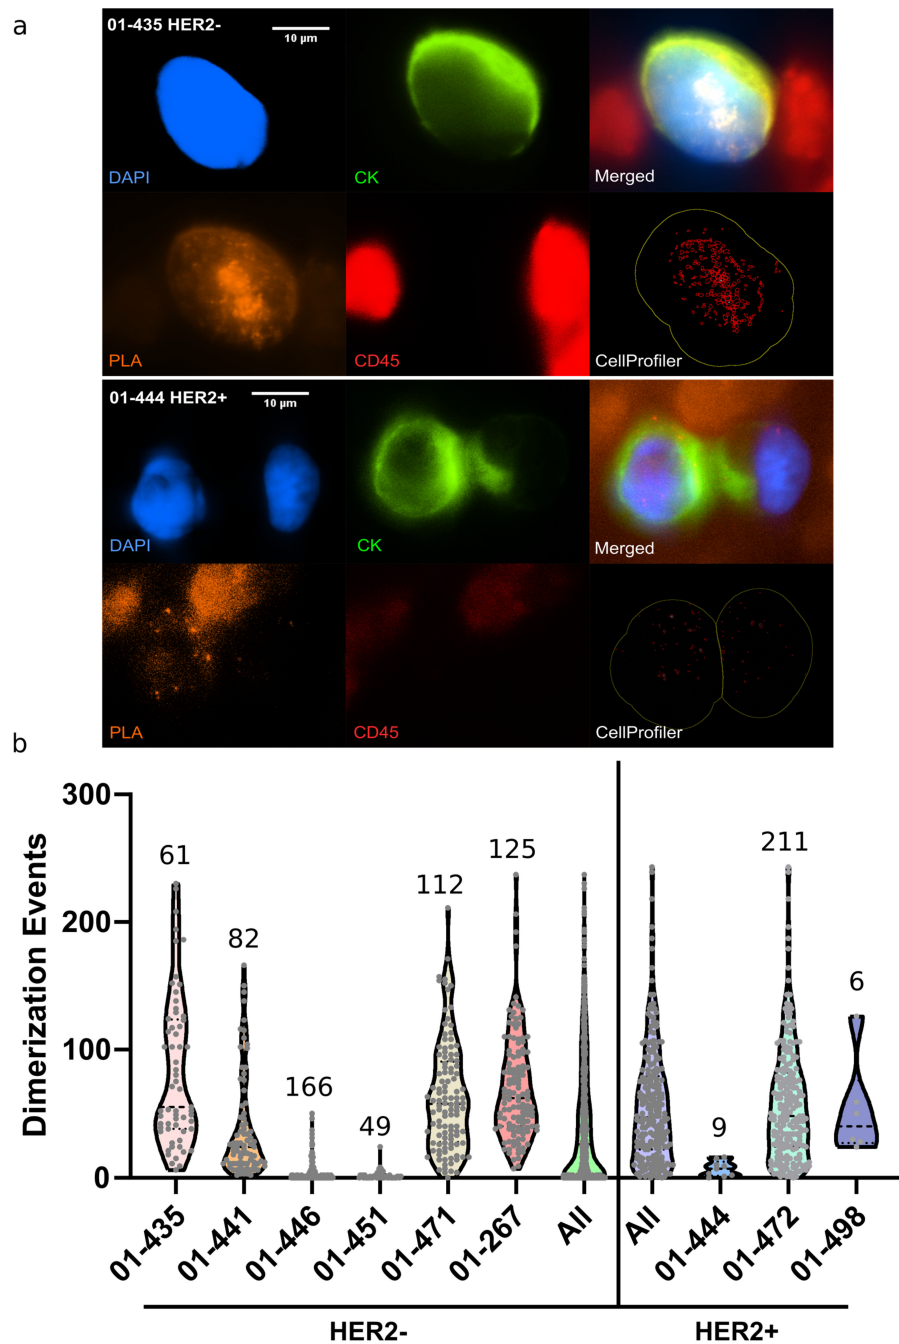 a
01-435 HER2-
10 µm
DAPI
CK
Merged
PLA
CD45
CellProfiler
01-444 HER2+
10 µm
DAPI
CK
Merged
PLA
CD45
CellProfiler
b
Dimerization Events
300
200
100
0
61
82
166
49
112
125
9
211
6
01-435
01-441
01-446
01-451
01-471
01-267
All
All
01-444
01-472
01-498
HER2-
HER2+